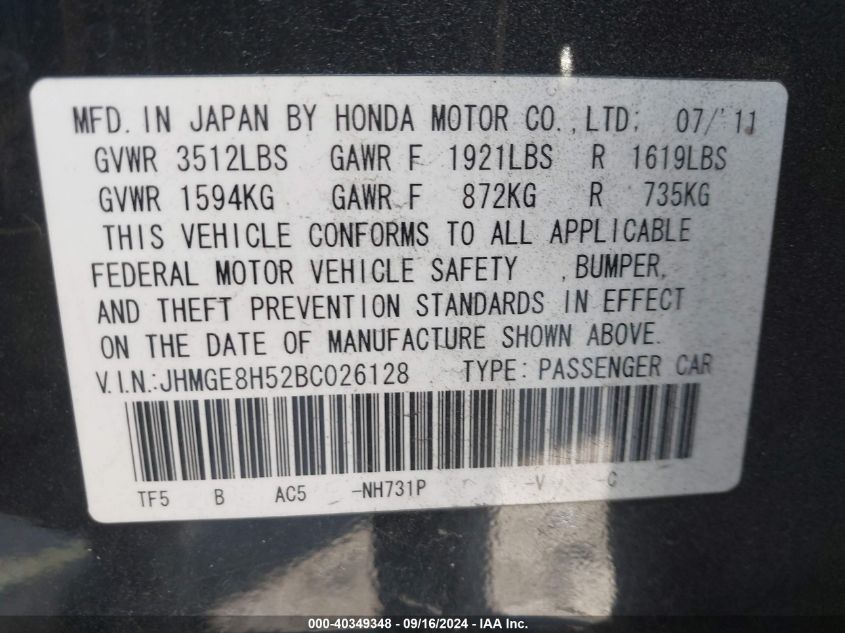 MFD. IN JAPAN BY HONDA MOTOR CO.,LTD. 07/'11
GVWR 3512LBS GAWR F 1921LBS R 1619LBS
GVWR 1594KG GAWR F 872KG R 735KG
THIS VEHICLE CONFORMS TO ALL APPLICABLE
FEDERAL MOTOR VEHICLE SAFETY ,BUMPER,
AND THEFT PREVENTION STANDARDS IN EFFECT
ON THE DATE OF MANUFACTURE SHOWN ABOVE.
V.I.N.:JHMGE8H52BC026128 TYPE:PASSENGER CAR
TF5 B AC5 -NH731P -V -C
000-40349348 - 09/16/2024 - IAA Inc.